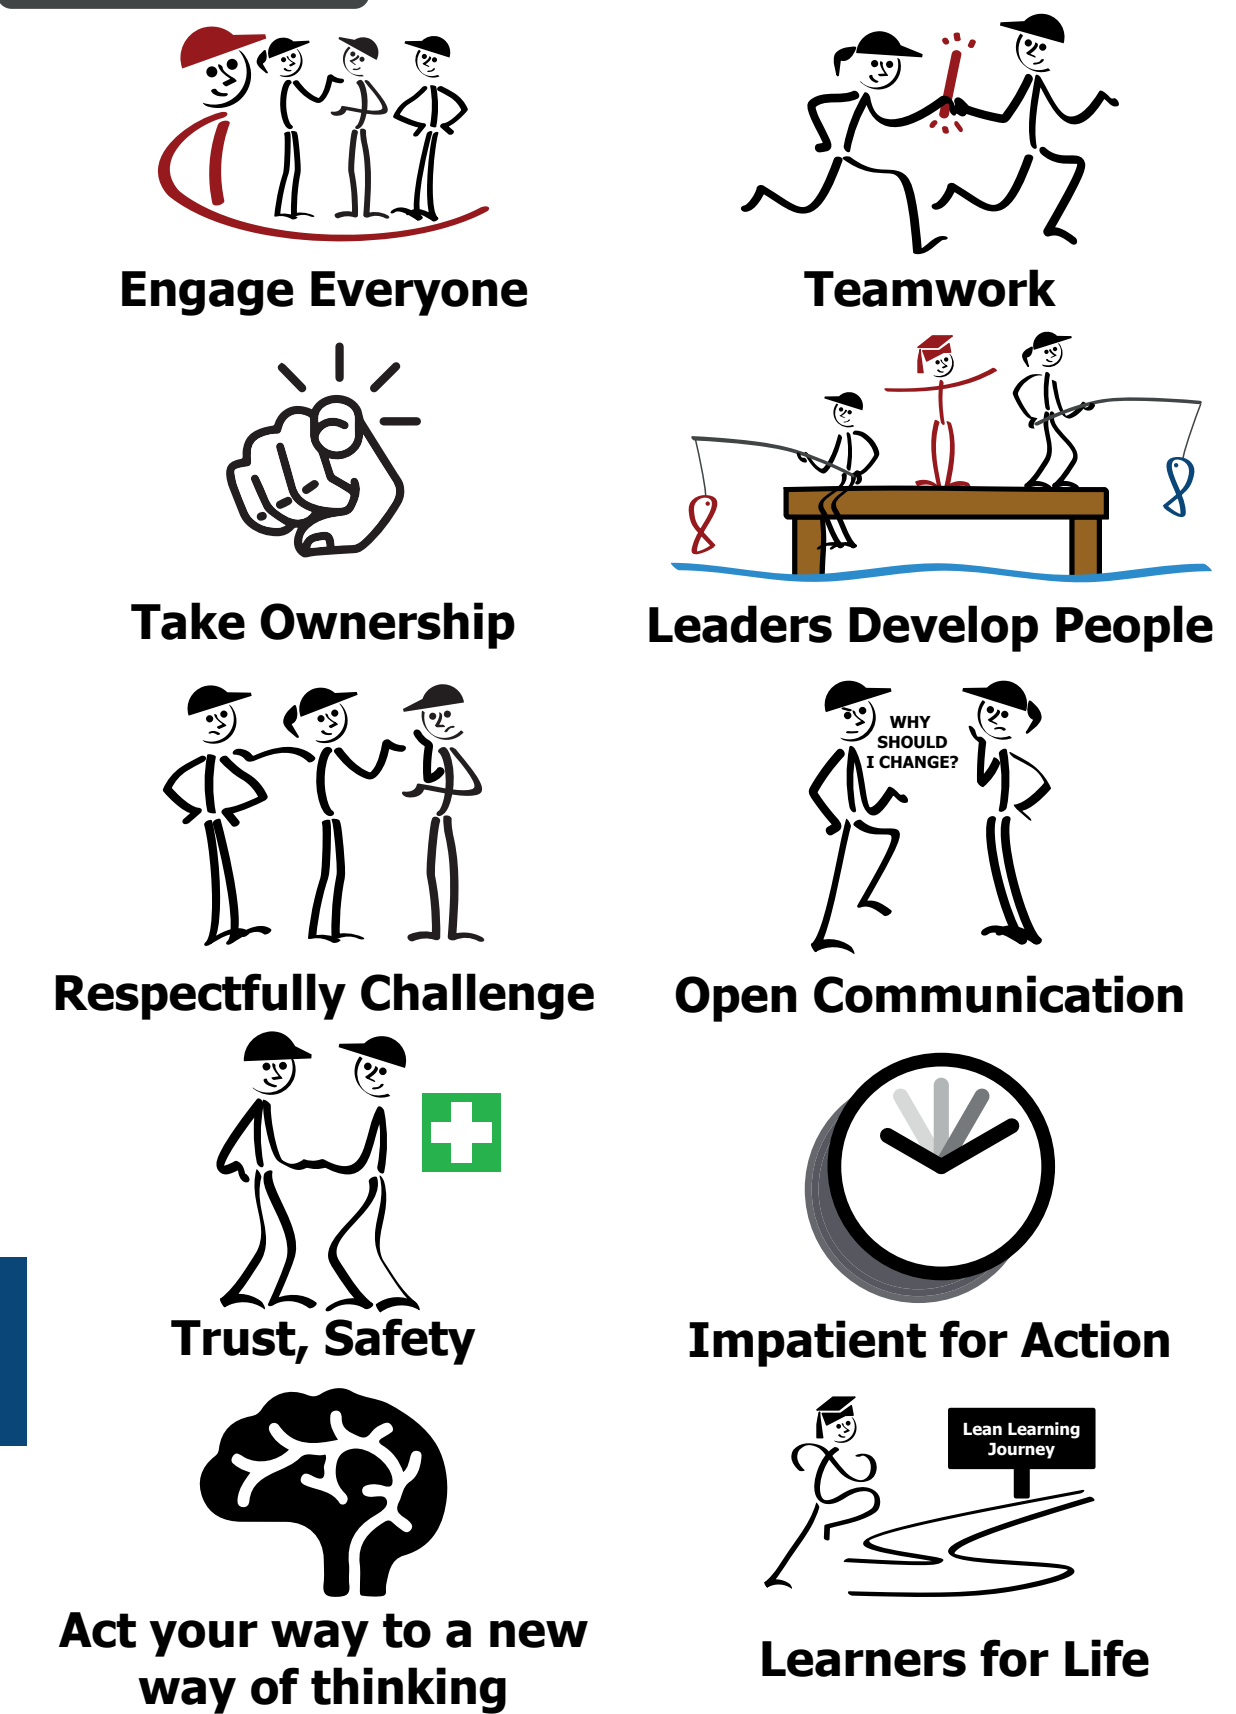 Engage Everyone
Teamwork
Take Ownership
Leaders Develop People
WHY
SHOULD
I CHANGE?
Respectfully Challenge
Open Communication
Trust, Safety
Impatient for Action
Lean Learning
Journey
Act your way to a new
way of thinking
Learners for Life